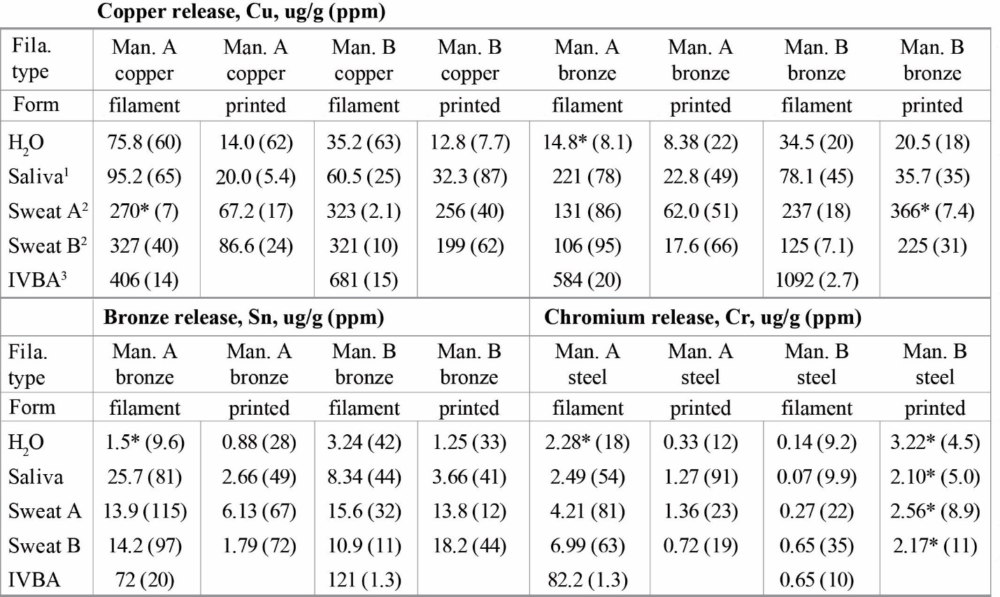 Copper release, Cu, ug/g (ppm)
Fila. type | Man. A copper | Man. A copper | Man. B copper | Man. B copper | Man. A bronze | Man. A bronze | Man. B bronze | Man. B bronze
Form | filament | printed | filament | printed | filament | printed | filament | printed
H₂O | 75.8 (60) | 14.0 (62) | 35.2 (63) | 12.8 (7.7) | 14.8* (8.1) | 8.38 (22) | 34.5 (20) | 20.5 (18)
Saliva¹ | 95.2 (65) | 20.0 (5.4) | 60.5 (25) | 32.3 (87) | 221 (78) | 22.8 (49) | 78.1 (45) | 35.7 (35)
Sweat A² | 270* (7) | 67.2 (17) | 323 (2.1) | 256 (40) | 131 (86) | 62.0 (51) | 237 (18) | 366* (7.4)
Sweat B² | 327 (40) | 86.6 (24) | 321 (10) | 199 (62) | 106 (95) | 17.6 (66) | 125 (7.1) | 225 (31)
IVBA³ | 406 (14) | | 681 (15) | | 584 (20) | | 1092 (2.7) |
Bronze release, Sn, ug/g (ppm) | Chromium release, Cr, ug/g (ppm)
Fila. type | Man. A bronze | Man. A bronze | Man. B bronze | Man. B bronze | Man. A steel | Man. A steel | Man. B steel | Man. B steel
Form | filament | printed | filament | printed | filament | printed | filament | printed
H₂O | 1.5* (9.6) | 0.88 (28) | 3.24 (42) | 1.25 (33) | 2.28* (18) | 0.33 (12) | 0.14 (9.2) | 3.22* (4.5)
Saliva | 25.7 (81) | 2.66 (49) | 8.34 (44) | 3.66 (41) | 2.49 (54) | 1.27 (91) | 0.07 (9.9) | 2.10* (5.0)
Sweat A | 13.9 (115) | 6.13 (67) | 15.6 (32) | 13.8 (12) | 4.21 (81) | 1.36 (23) | 0.27 (22) | 2.56* (8.9)
Sweat B | 14.2 (97) | 1.79 (72) | 10.9 (11) | 18.2 (44) | 6.99 (63) | 0.72 (19) | 0.65 (35) | 2.17* (11)
IVBA | 72 (20) | | 121 (1.3) | | 82.2 (1.3) | | 0.65 (10) |